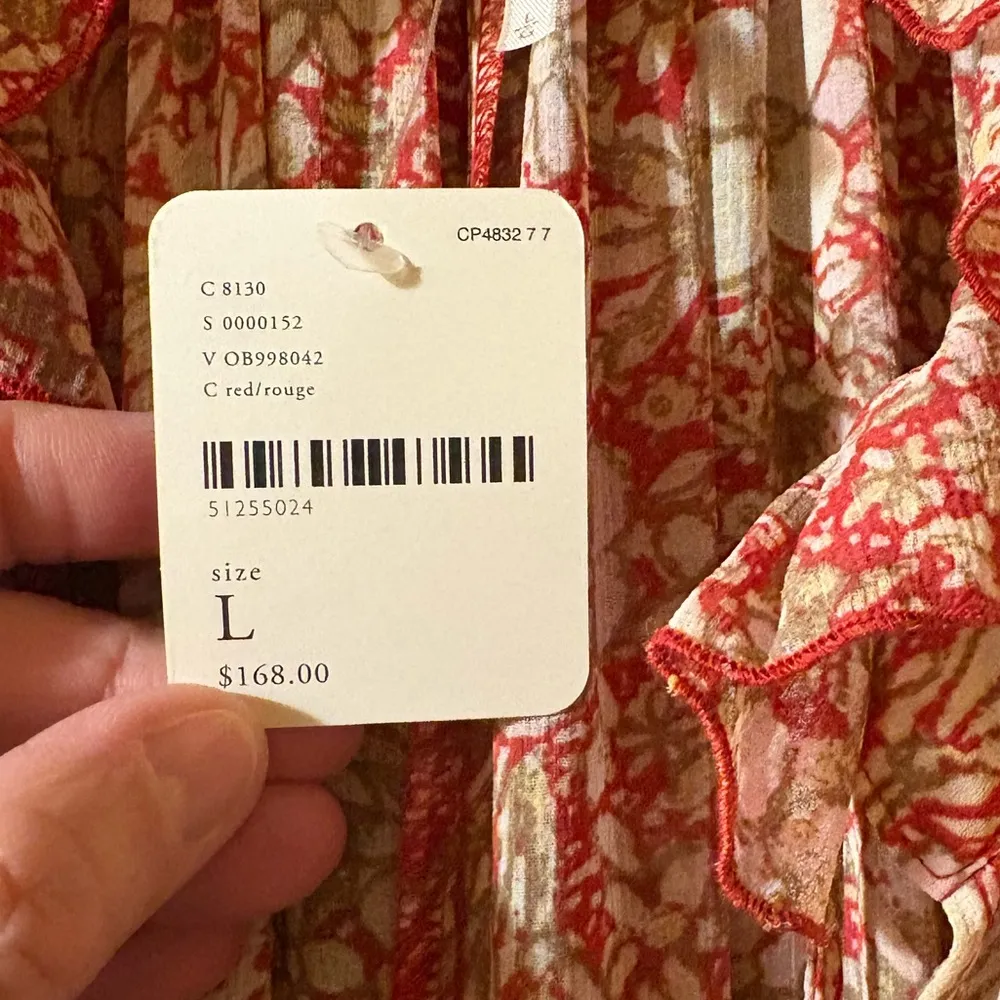 CP4832 7 7
C 8130
S 0000152
V OB998042
C red/rouge
51255024
size
L
$168.00